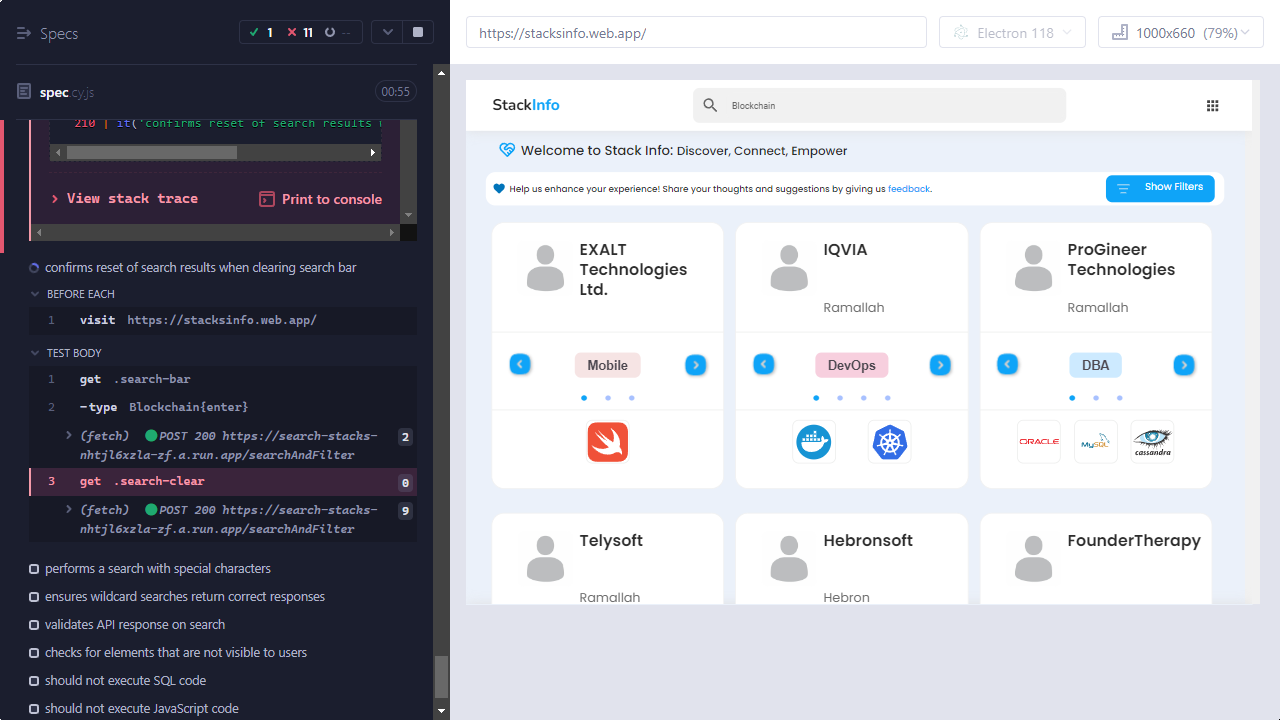 Specs
1
11
--
spec.cy.js
00:55
210 | it('confirms reset of search results
View stack trace
Print to console
confirms reset of search results when clearing search bar
BEFORE EACH
1 visit https://stacksinfo.web.app/
TEST BODY
1 get .search-bar
2 -type Blockchain{enter}
(fetch) POST 200 https://search-stacks-
nhtjl6xzla-zf.a.run.app/searchAndFilter
2
3 get .search-clear
0
(fetch) POST 200 https://search-stacks-
nhtjl6xzla-zf.a.run.app/searchAndFilter
9
performs a search with special characters
ensures wildcard searches return correct responses
validates API response on search
checks for elements that are not visible to users
should not execute SQL code
should not execute JavaScript code
https://stacksinfo.web.app/
Electron 118
1000x660 (79%)
StackInfo
Blockchain
Welcome to Stack Info: Discover, Connect, Empower
Help us enhance your experience! Share your thoughts and suggestions by giving us feedback.
Show Filters
EXALT
Technologies
Ltd.
Mobile
IQVIA
Ramallah
DevOps
ProGineer
Technologies
Ramallah
DBA
ORACLE
MySQL
cassandra
Telysoft
Ramallah
Hebronsoft
Hebron
FounderTherapy